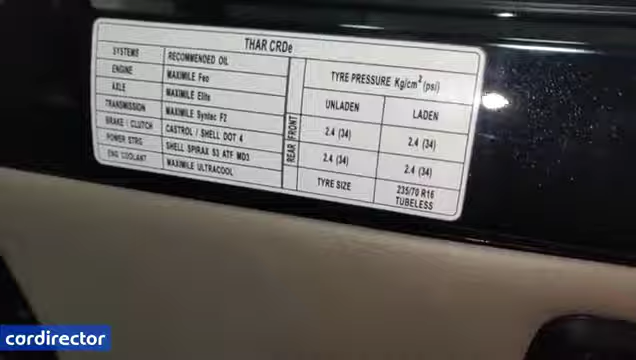 THAR CRDe
SYSTEMS RECOMMENDED OIL
ENGINE MAXIMILE Feo
AXLE MAXIMILE Elite
TRANSMISSION MAXIMILE Synlac F2
BRAKE / CLUTCH CASTROL / SHELL DOT 4
POWER STRG SHELL SPIRAX S3 ATF MD3
ENG COOLANT MAXIMILE ULTRACOOL
TYRE PRESSURE Kg/cm² (psi)
UNLADEN LADEN
FRONT 2.4 (34) 2.4 (34)
REAR 2.4 (34) 2.4 (34)
TYRE SIZE 235/70 R16
TUBELESS
cardirector